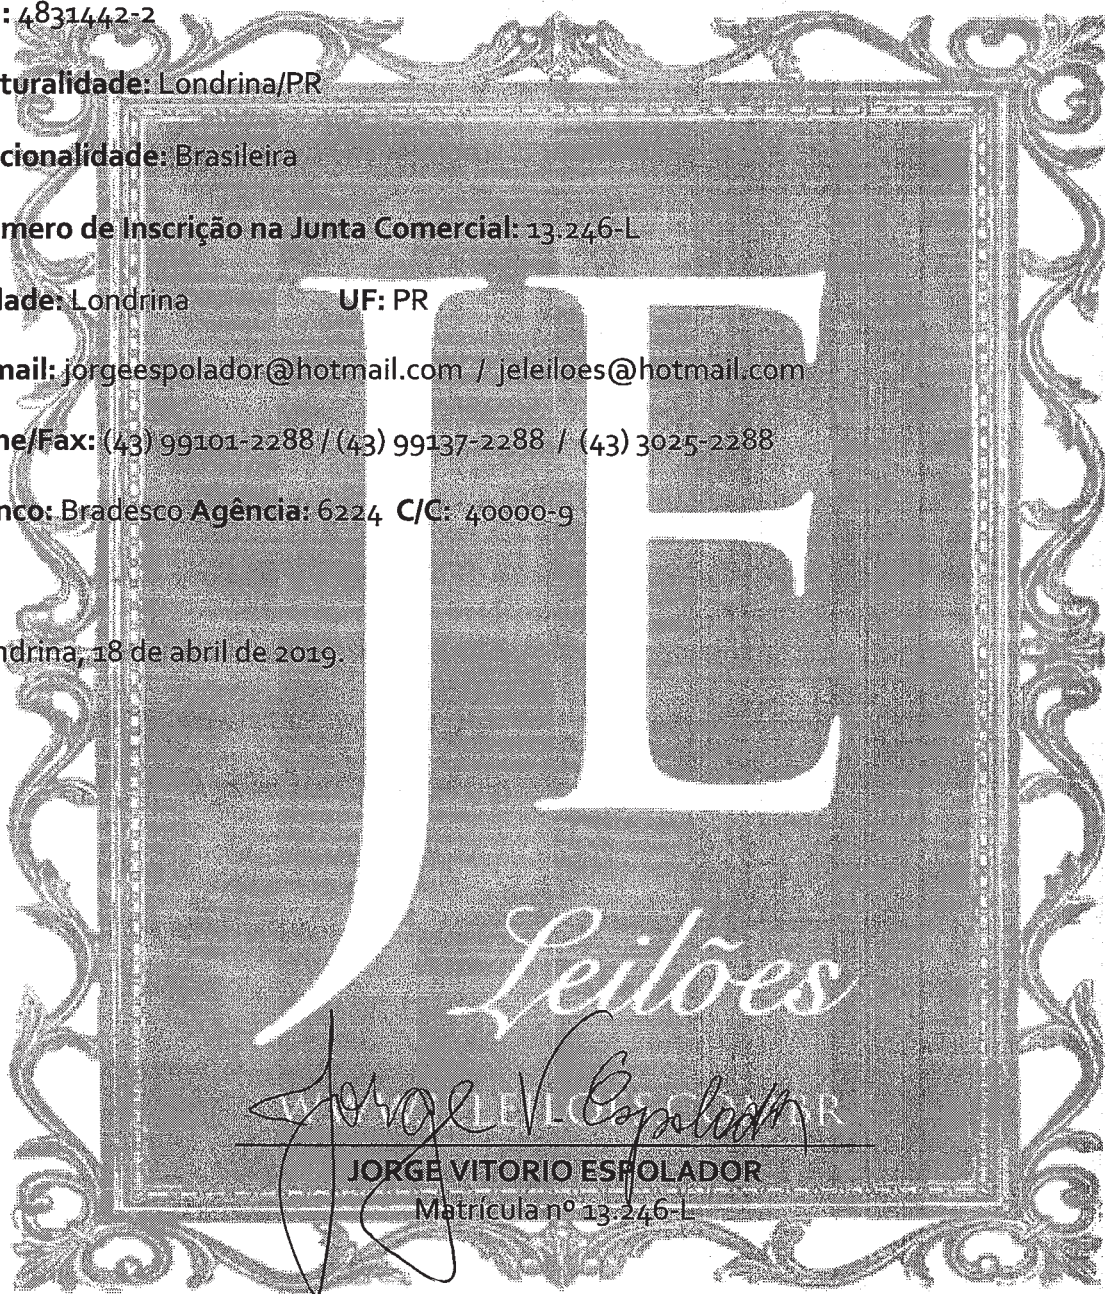 : 4831442-2
turalidade: Londrina/PR
cionalidade: Brasileira
mero de Inscrição na Junta Comercial: 13.246-L
dade: Londrina UF: PR
mail: jorgeespolador@hotmail.com / jeleiloes@hotmail.com
ne/Fax: (43) 99101-2288 / (43) 99137-2288 / (43) 3025-2288
nco: Bradesco Agência: 6224 C/C: 40000-9
ndrina, 18 de abril de 2019.
JE
Leilões
Jorge V Espolador
JORGE VITORIO ESPOLADOR
Matrícula nº 13.246-L